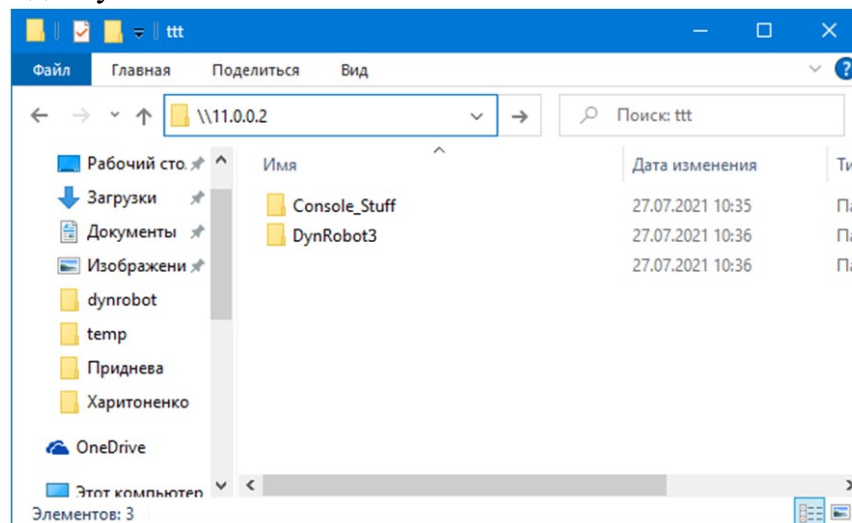 ttt
Файл Главная Поделиться Вид
\\11.0.0.2 Поиск: ttt
Рабочий сто.
Загрузки
Документы
Изображени
dynrobot
temp
Приднева
Харитоненко
OneDrive
Этот компьютер
Имя Дата изменения Ти
Console_Stuff 27.07.2021 10:35 Па
DynRobot3 27.07.2021 10:36 Па
27.07.2021 10:36 Па
Элементов: 3